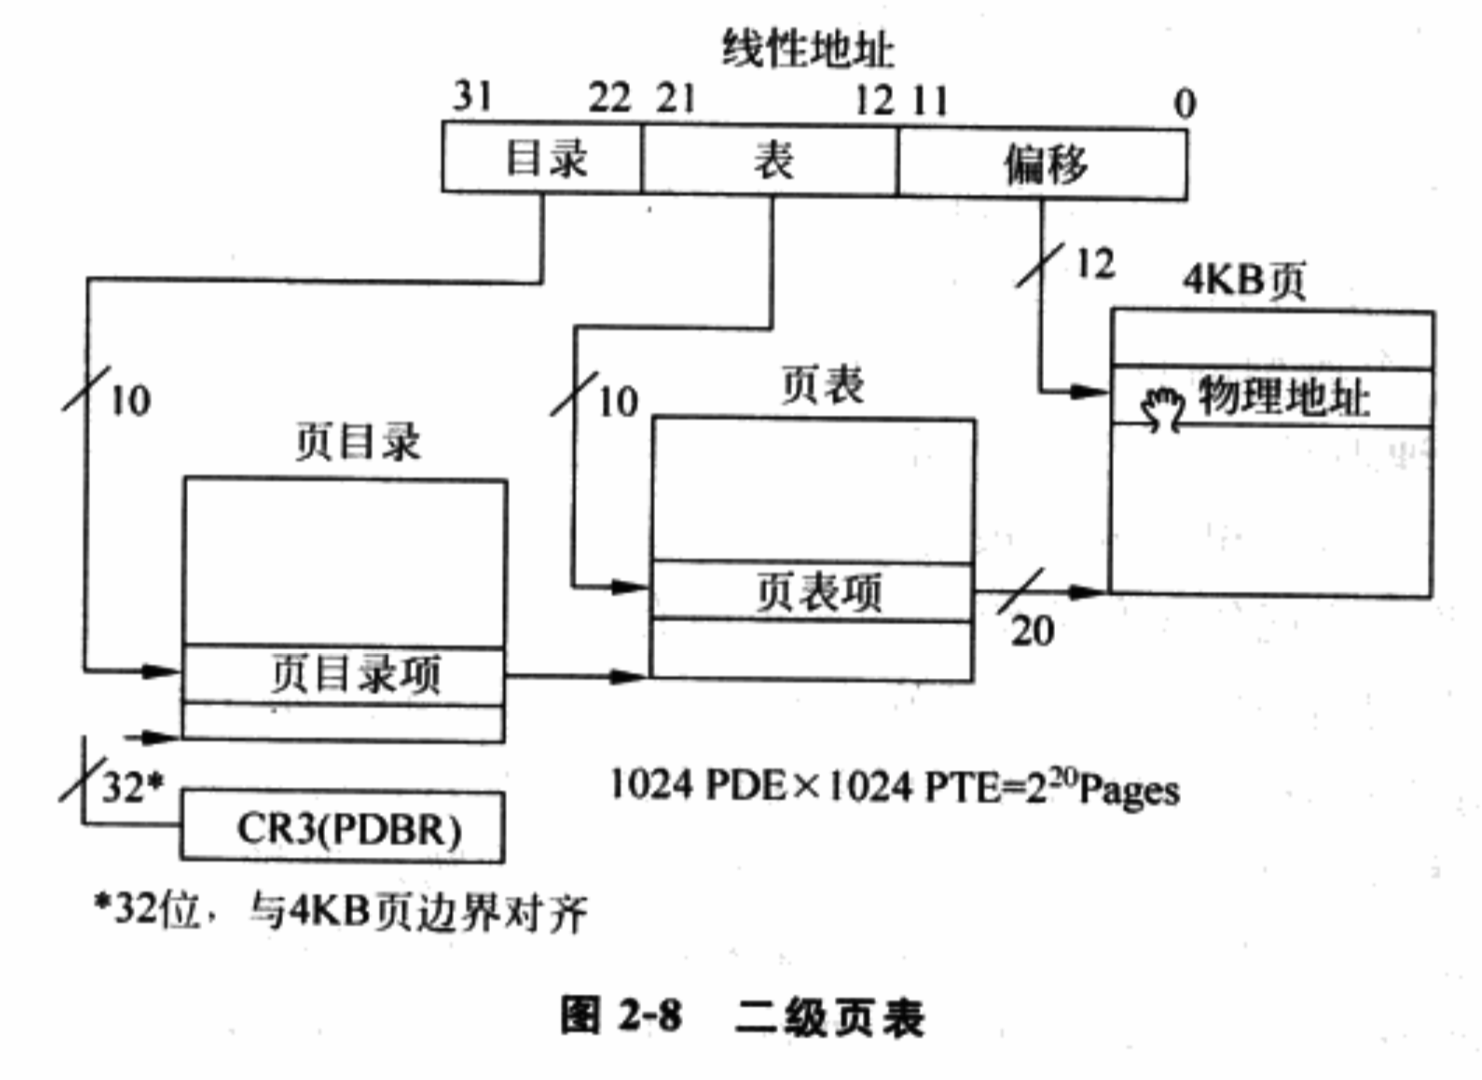 线性地址
31 22 21 12 11 0
目录 表 偏移
12
4KB页
物理地址
10
10
页表
页目录
页表项
20
页目录项
32*
1024 PDE×1024 PTE=2²⁰Pages
CR3(PDBR)
*32位，与4KB页边界对齐
图 2-8 二级页表